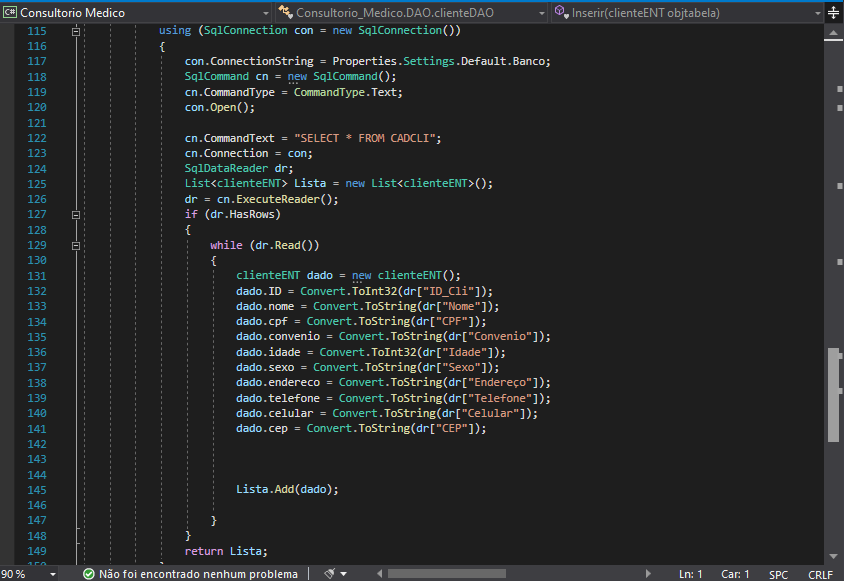 C# Consultorio Medico Consultorio_Medico.DAO.clienteDAO Inserir(clienteENT objtabela)
115 using (SqlConnection con = new SqlConnection())
116 {
117 con.ConnectionString = Properties.Settings.Default.Banco;
118 SqlCommand cn = new SqlCommand();
119 cn.CommandType = CommandType.Text;
120 con.Open();
121
122 cn.CommandText = "SELECT * FROM CADCLI";
123 cn.Connection = con;
124 SqlDataReader dr;
125 List<clienteENT> Lista = new List<clienteENT>();
126 dr = cn.ExecuteReader();
127 if (dr.HasRows)
128 {
129 while (dr.Read())
130 {
131 clienteENT dado = new clienteENT();
132 dado.ID = Convert.ToInt32(dr["ID_Cli"]);
133 dado.nome = Convert.ToString(dr["Nome"]);
134 dado.cpf = Convert.ToString(dr["CPF"]);
135 dado.convenio = Convert.ToString(dr["Convenio"]);
136 dado.idade = Convert.ToInt32(dr["Idade"]);
137 dado.sexo = Convert.ToString(dr["Sexo"]);
138 dado.endereco = Convert.ToString(dr["Endereço"]);
139 dado.telefone = Convert.ToString(dr["Telefone"]);
140 dado.celular = Convert.ToString(dr["Celular"]);
141 dado.cep = Convert.ToString(dr["CEP"]);
142
143
144
145 Lista.Add(dado);
146
147 }
148 }
149 return Lista;
90 % Não foi encontrado nenhum problema Ln: 1 Car: 1 SPC CRLF